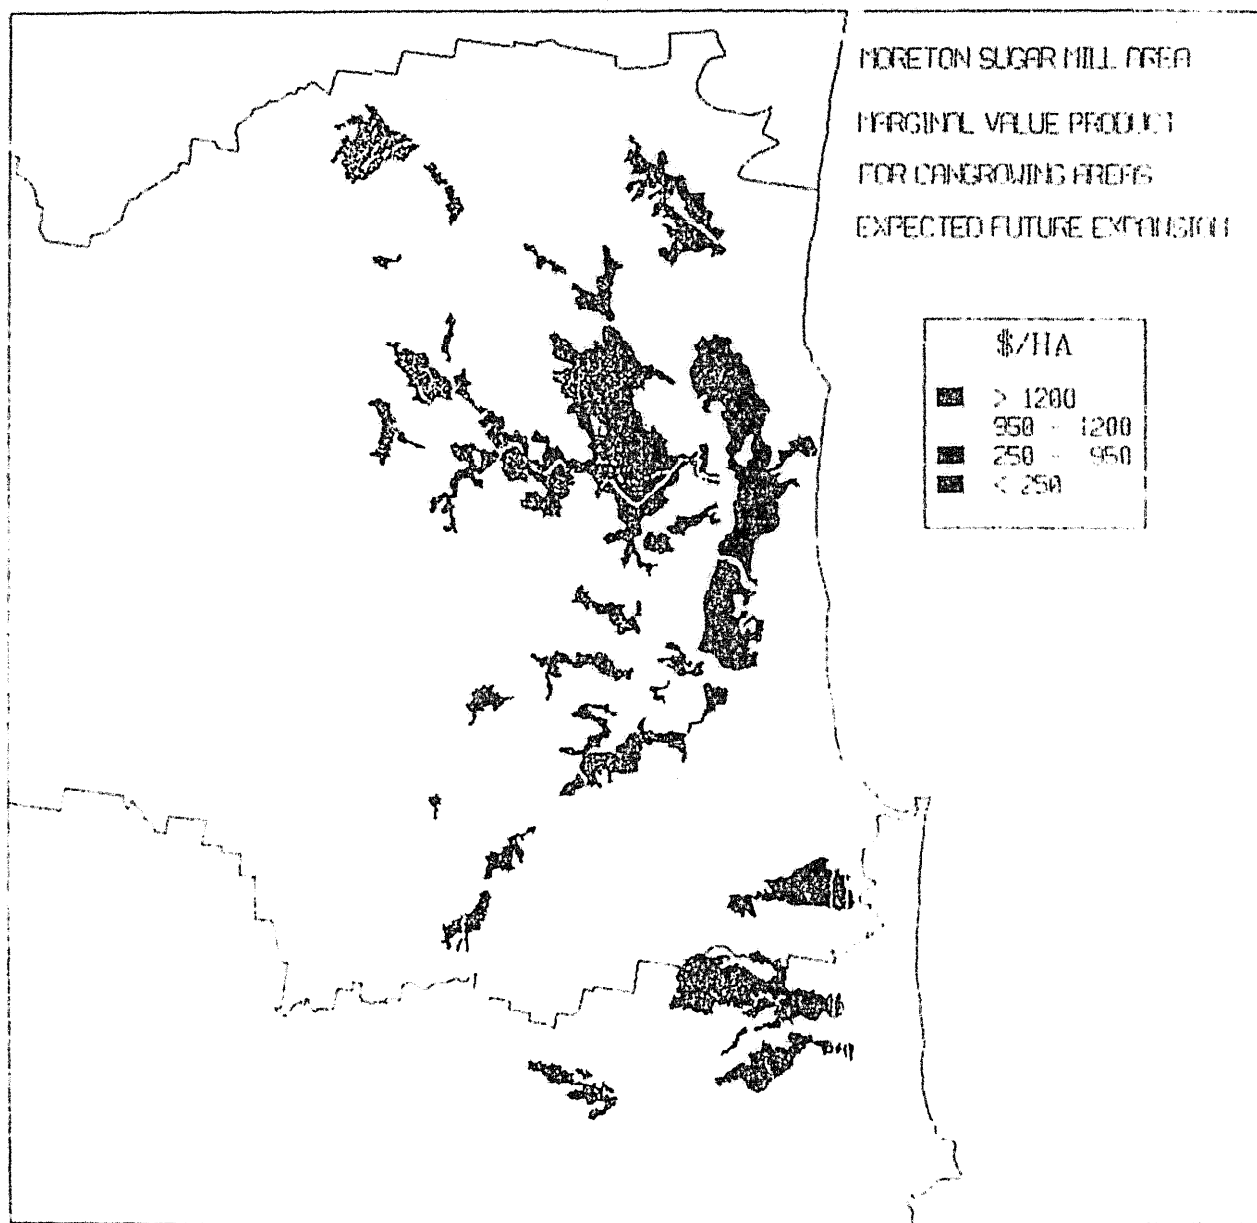 MORETON SUGAR MILL AREA
MARGINAL VALUE PRODUCT
FOR CANGROWING AREAS
EXPECTED FUTURE EXPANSION
$/HA
> 1200
950 - 1200
250 - 950
< 250